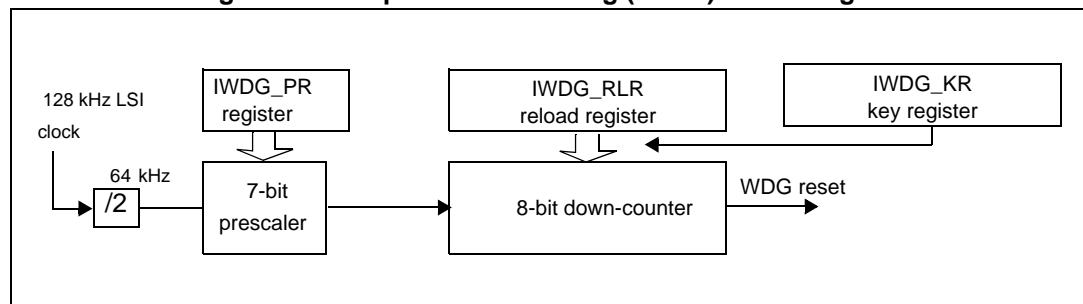 128 kHz LSI
clock
IWDG_PR
register
IWDG_RLR
reload register
IWDG_KR
key register
64 kHz
/2
7-bit
prescaler
8-bit down-counter
WDG reset